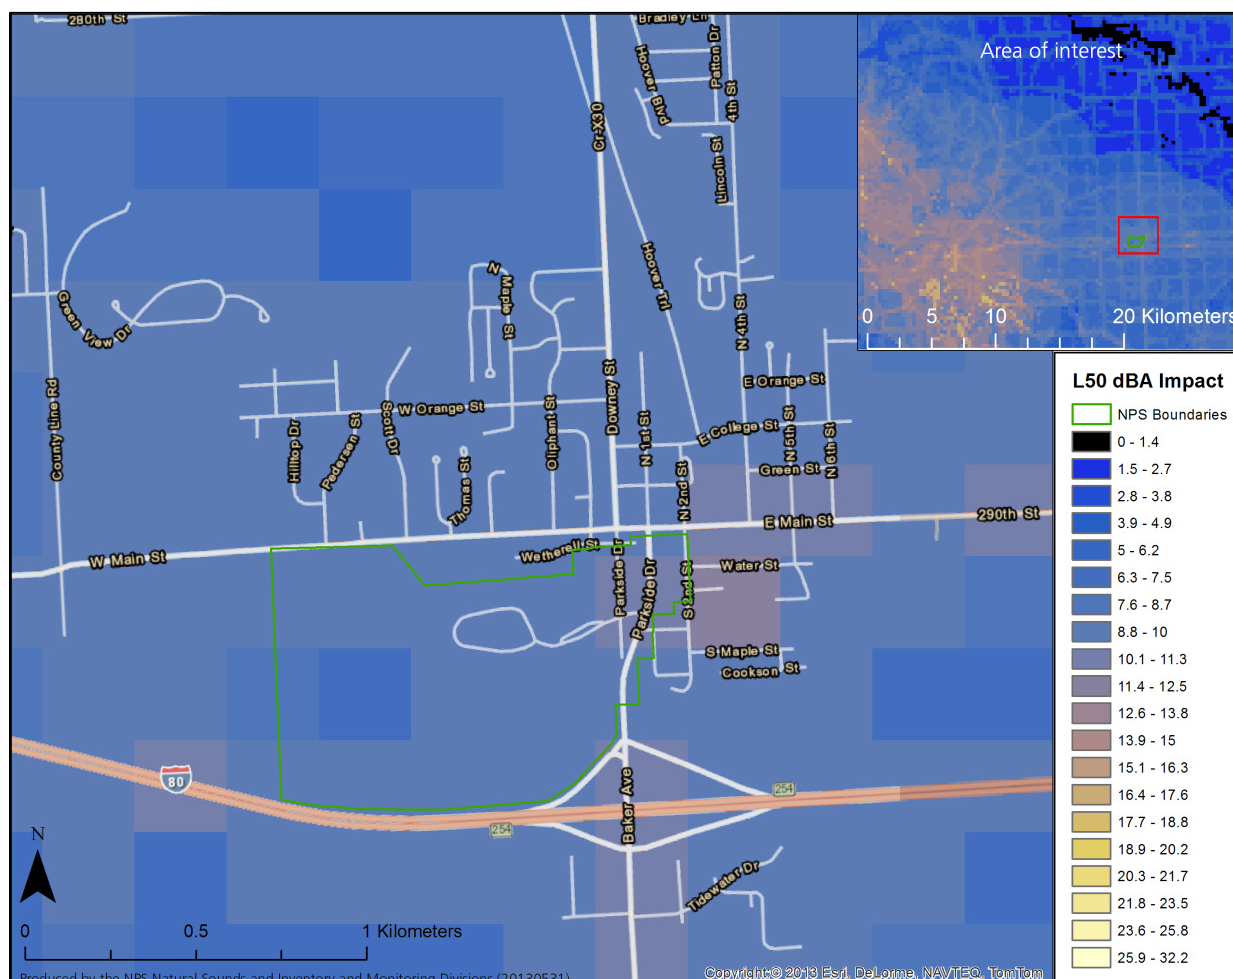 280th St
Bradley Ln
Hoover Blvd
Patton Dr
4th St
Cr-X30
Lincoln St
Hoover Trl
Area of interest
0 5 10 20 Kilometers
N Maple St
Green View Dr
N 4th St
County Line Rd
Downey St
E Orange St
W Orange St
Scott Dr
Hilltop Dr
Pedersen St
Oliphant St
Thomas St
N 1st St
E College St
N 5th St
N 6th St
Green St
N 2nd St
E Main St
290th St
W Main St
Wetherell St
Parkside Dr
Parkside Dr
Water St
S 2nd St
S Maple St
Cookson St
80
254
254
Baker Ave
Tidewater Dr
N
0 0.5 1 Kilometers
Produced by the NPS Natural Sounds and Inventory and Monitoring Divisions (20130531)
Copyright:© 2013 Esri, DeLorme, NAVTEQ, TomTom
L50 dBA Impact
NPS Boundaries
0 - 1.4
1.5 - 2.7
2.8 - 3.8
3.9 - 4.9
5 - 6.2
6.3 - 7.5
7.6 - 8.7
8.8 - 10
10.1 - 11.3
11.4 - 12.5
12.6 - 13.8
13.9 - 15
15.1 - 16.3
16.4 - 17.6
17.7 - 18.8
18.9 - 20.2
20.3 - 21.7
21.8 - 23.5
23.6 - 25.8
25.9 - 32.2